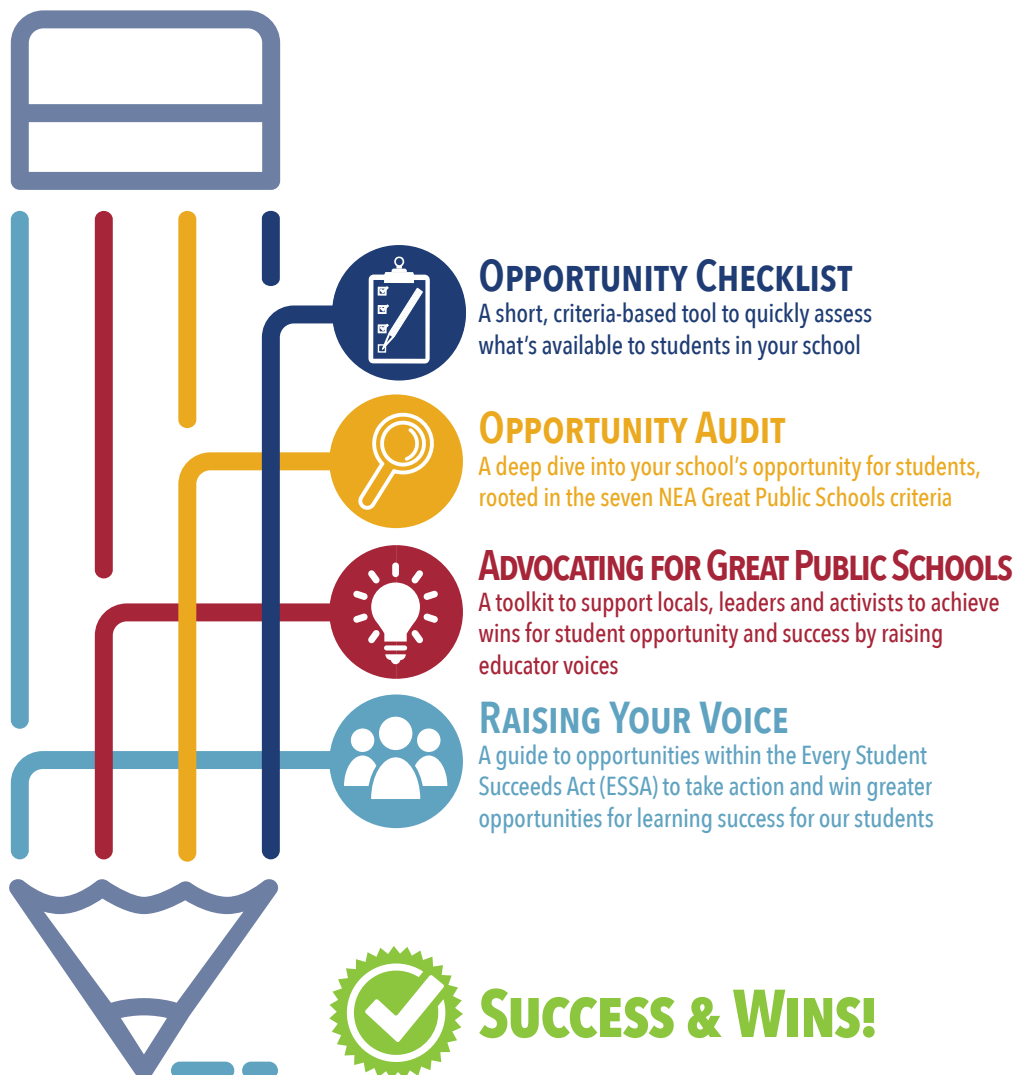 Opportunity Checklist
A short, criteria-based tool to quickly assess
what's available to students in your school
Opportunity Audit
A deep dive into your school's opportunity for students,
rooted in the seven NEA Great Public Schools criteria
Advocating for Great Public Schools
A toolkit to support locals, leaders and activists to achieve
wins for student opportunity and success by raising
educator voices
Raising Your Voice
A guide to opportunities within the Every Student
Succeeds Act (ESSA) to take action and win greater
opportunities for learning success for our students
Success & Wins!